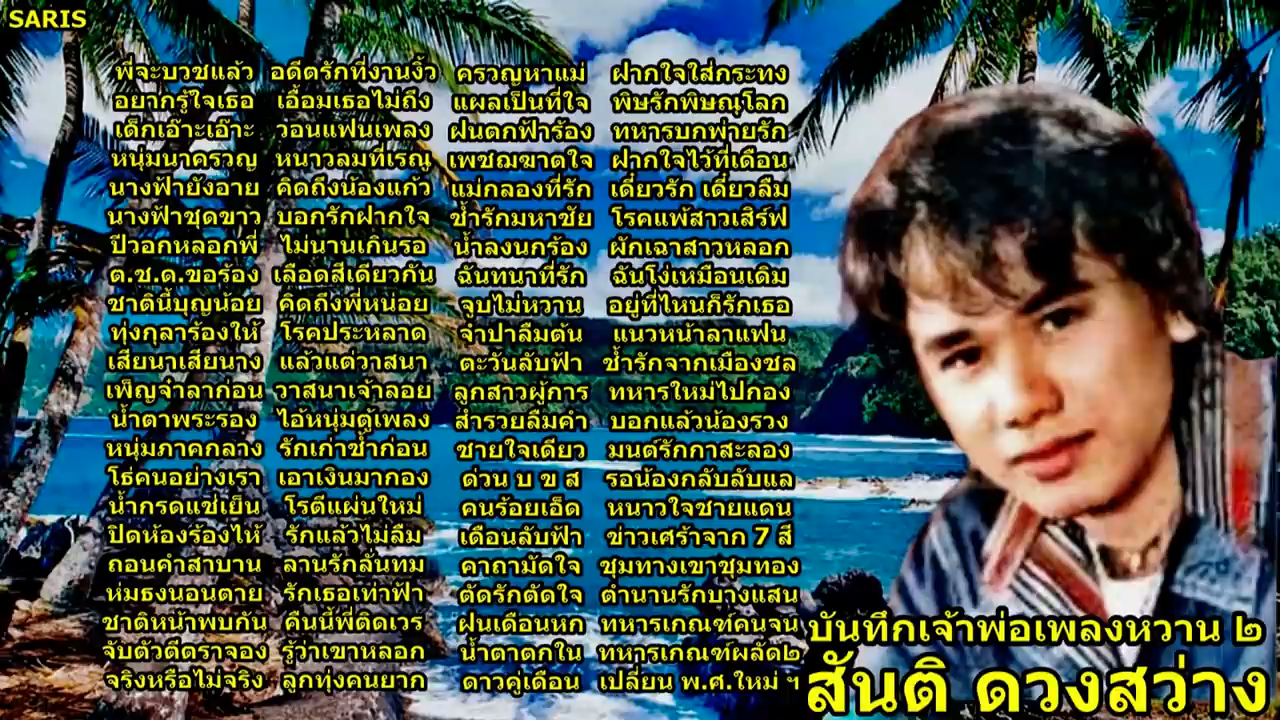 SARIS
พี่จะบวชแล้ว อดีตรักที่งานงิ้ว ครวญหาแม่ ฝากใจใส่กระทง
อยากรู้ใจเธอ เอื้อมเธอไม่ถึง แผลเป็นที่ใจ พิษรักพิษณุโลก
เด็กเอ๊าะเอ๊าะ วอนแฟนเพลง ฝนตกฟ้าร้อง ทหารบกพ่ายรัก
หนุ่มนาครวญ หนาวลมที่เรณู เพชฌฆาตใจ ฝากใจไว้ที่เดือน
นางฟ้ายังอาย คิดถึงน้องแก้ว แม่กลองที่รัก เดี๋ยวรัก เดี๋ยวลืม
นางฟ้าชุดขาว บอกรักฝากใจ ช้ำรักมหาชัย โรคแพ้สาวเสิร์ฟ
ปีวอกหลอกพี่ ไม่นานเกินรอ น้ำลงนกร้อง ผักเฉาสาวหลอก
ต.ช.ด.ขอร้อง เลือดสีเดียวกัน ฉันทนาที่รัก ฉันโง่เหมือนเดิม
ชาตินี้บุญน้อย คิดถึงพี่หน่อย จูบไม่หวาน อยู่ที่ไหนก็รักเธอ
ทุ่งกุลาร้องให้ โรคประหลาด จำปาลืมต้น แนวหน้าลาแฟน
เสียนาเสียนาง แล้วแต่วาสนา ตะวันลับฟ้า ช้ำรักจากเมืองชล
เพ็ญจ๋าลาก่อน วาสนาเจ้าลอย ลูกสาวผู้การ ทหารใหม่ไปกอง
น้ำตาพระรอง ไอ้หนุ่มตู้เพลง สำรวยลืมคำ บอกแล้วน้องรวง
หนุ่มภาคกลาง รักเก่าช้ำก่อน ชายใจเดียว มนต์รักกาสะลอง
โธ่คนอย่างเรา เอาเงินมากอง ด่วน บ ข ส รอน้องกลับลับแล
น้ำกรดแช่เย็น โรตีแผ่นใหม่ คนร้อยเอ็ด หนาวใจชายแดน
ปิดห้องร้องไห้ รักแล้วไม่ลืม เดือนลับฟ้า ข่าวเศร้าจาก 7 สี
ถอนคำสาบาน ลานรักลั่นทม คาถามัดใจ ชุมทางเขาชุมทอง
ห่มธงนอนตาย รักเธอเท่าฟ้า ตัดรักตัดใจ ตำนานรักบางแสน
ชาติหน้าพบกัน คืนนี้พี่ติดเวร ฝนเดือนหก ทหารเกณฑ์คนจน
จับตัวตีตราจอง รู้ว่าเขาหลอก น้ำตาตกใน ทหารเกณฑ์ผลัด๒
จริงหรือไม่จริง ลูกทุ่งคนยาก ดาวคู่เดือน เปลี่ยน พ.ศ.ใหม่ ฯ
บันทึกเจ้าพ่อเพลงหวาน ๒
สันติ ดวงสว่าง